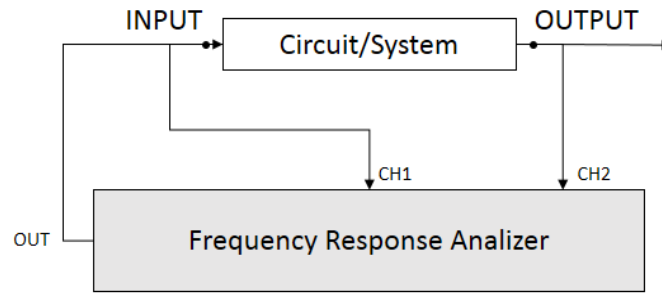 INPUT
OUTPUT
Circuit/System
CH1
CH2
OUT
Frequency Response Analizer